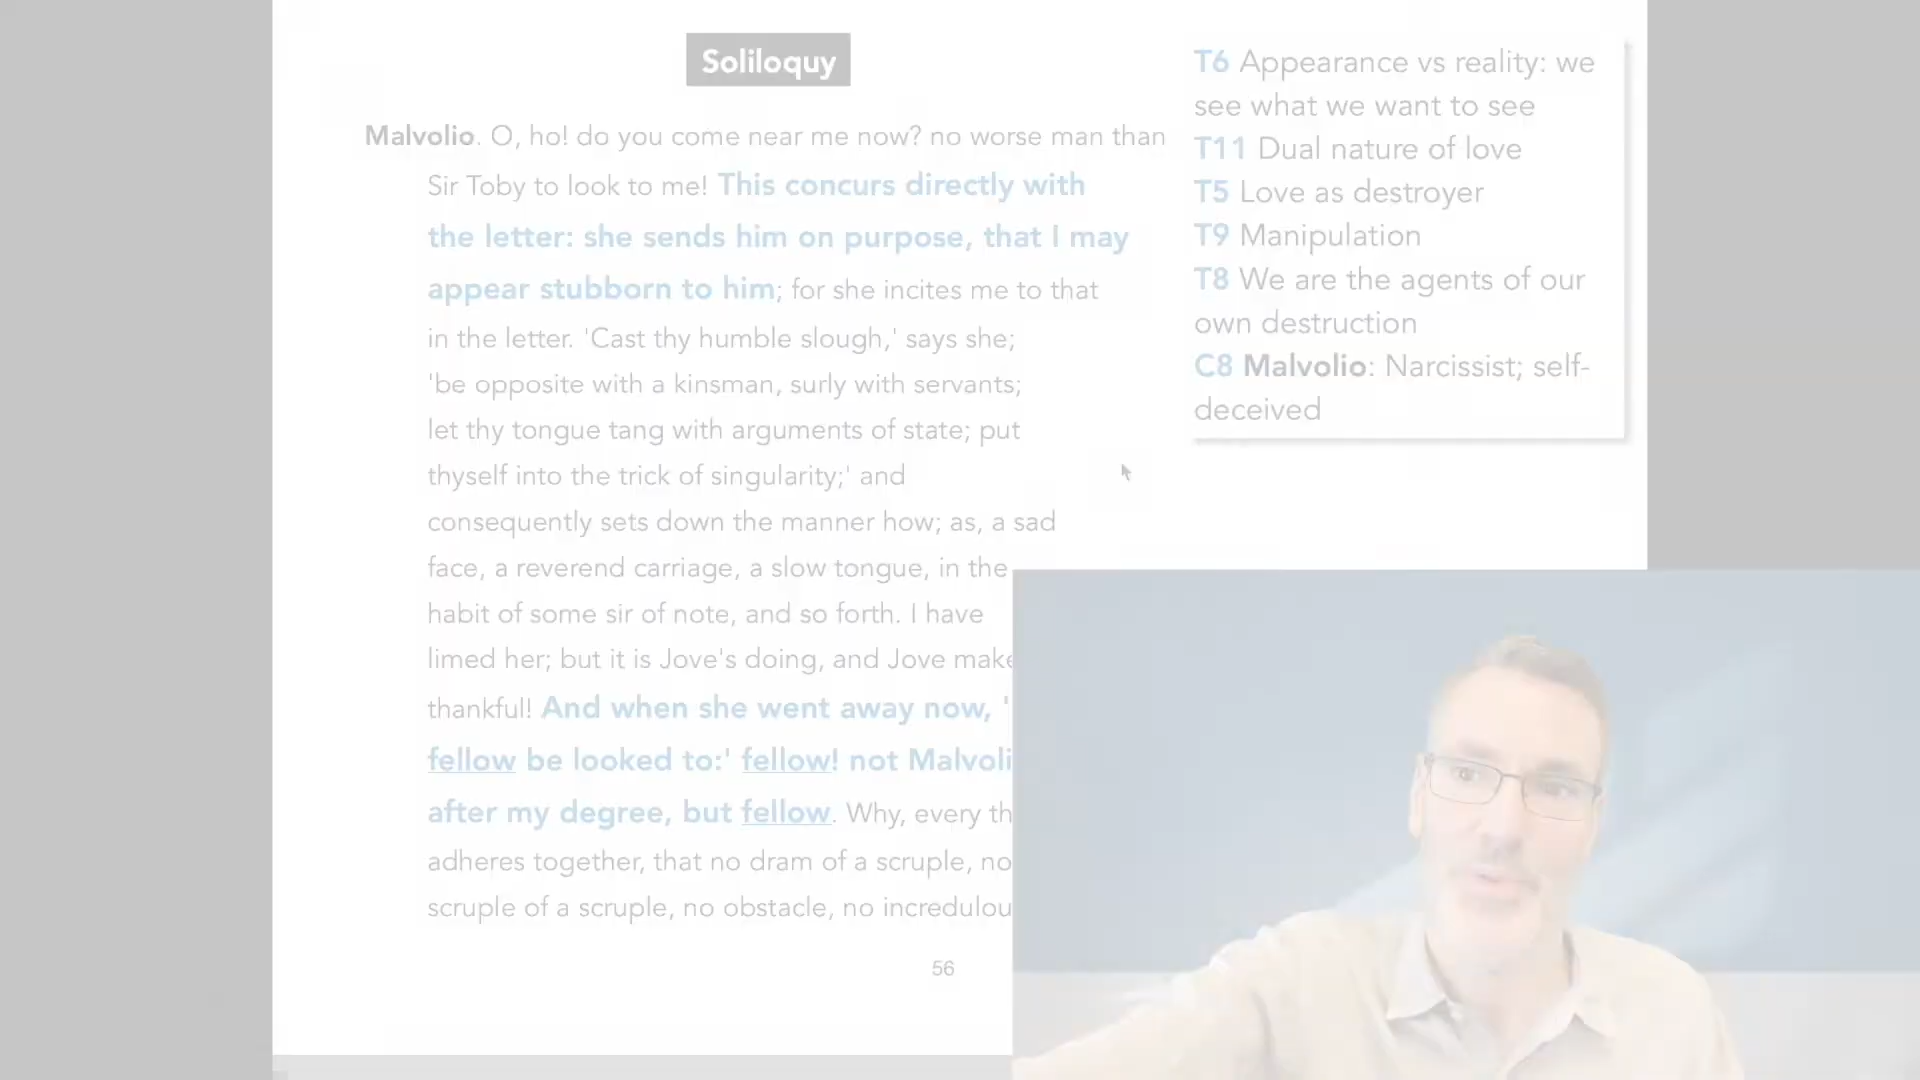 Soliloquy
Malvolio. O, ho! do you come near me now? no worse man than
Sir Toby to look to me! This concurs directly with
the letter: she sends him on purpose, that I may
appear stubborn to him; for she incites me to that
in the letter. 'Cast thy humble slough,' says she;
'be opposite with a kinsman, surly with servants;
let thy tongue tang with arguments of state; put
thyself into the trick of singularity;' and
consequently sets down the manner how; as, a sad
face, a reverend carriage, a slow tongue, in the
habit of some sir of note, and so forth. I have
limed her; but it is Jove's doing, and Jove make
thankful! And when she went away now, '
fellow be looked to:' fellow! not Malvoli
after my degree, but fellow. Why, every th
adheres together, that no dram of a scruple, no
scruple of a scruple, no obstacle, no incredulou
56
T6 Appearance vs reality: we
see what we want to see
T11 Dual nature of love
T5 Love as destroyer
T9 Manipulation
T8 We are the agents of our
own destruction
C8 Malvolio: Narcissist; self-
deceived